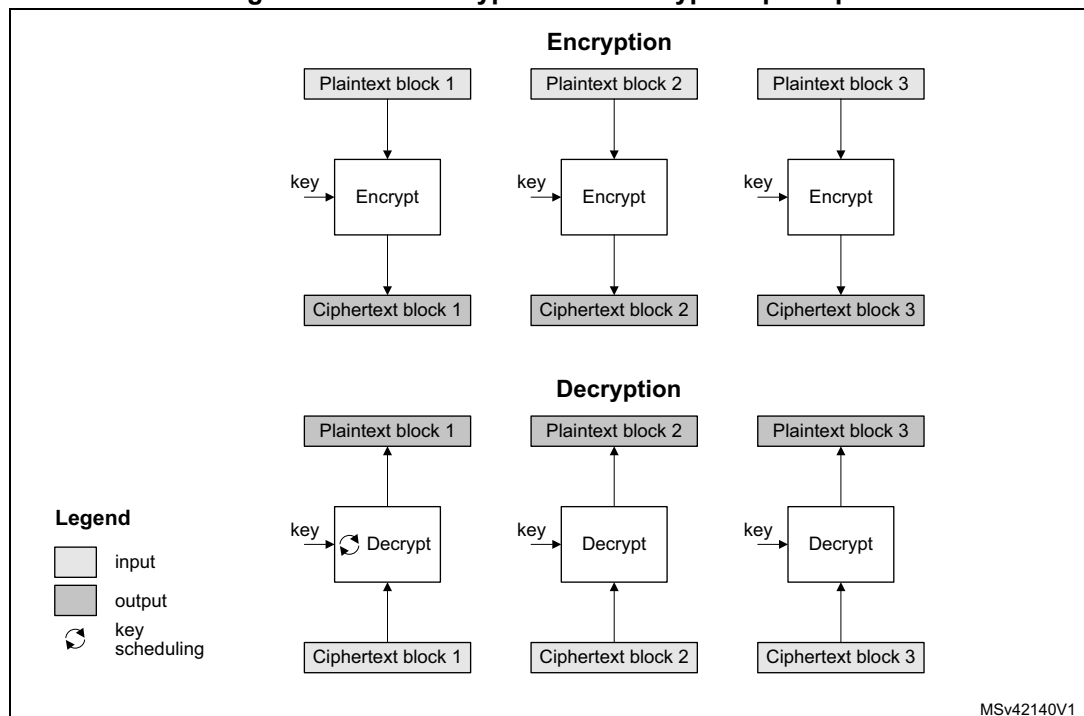 Encryption
Plaintext block 1 Plaintext block 2 Plaintext block 3
key Encrypt key Encrypt key Encrypt
Ciphertext block 1 Ciphertext block 2 Ciphertext block 3
Decryption
Plaintext block 1 Plaintext block 2 Plaintext block 3
key Decrypt key Decrypt key Decrypt
Ciphertext block 1 Ciphertext block 2 Ciphertext block 3
Legend
input
output
key
scheduling
MSv42140V1